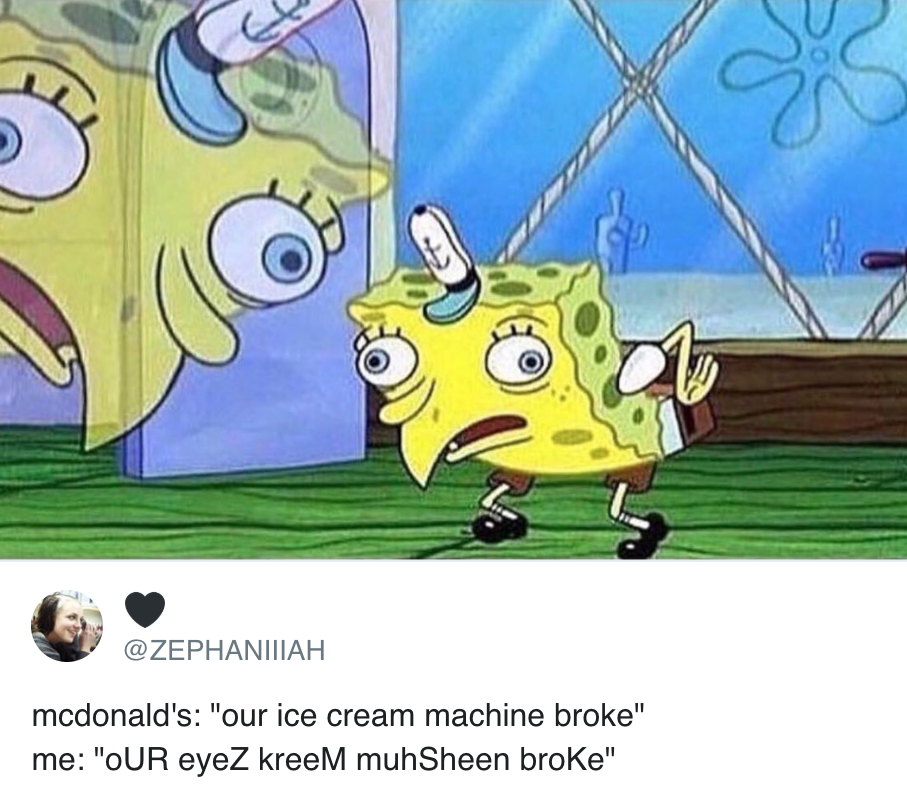 🖤
@ZEPHANIIIAH
mcdonald's: "our ice cream machine broke"
me: "oUR eyeZ kreeM muhSheen broKe"